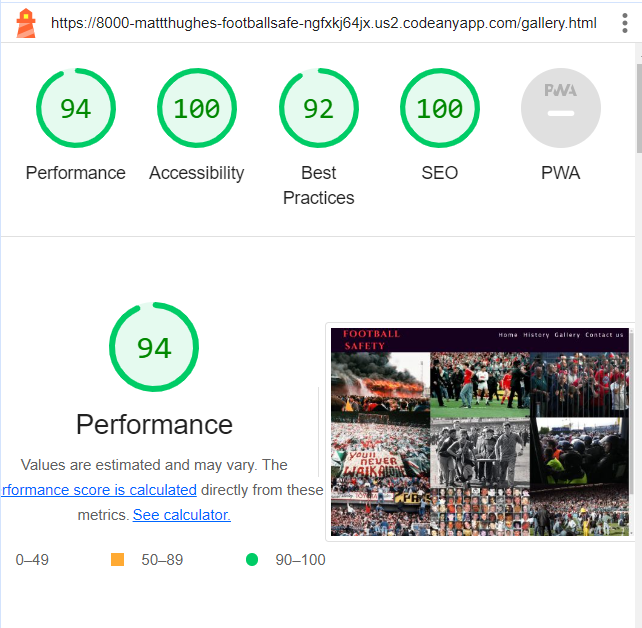 https://8000-mattthughes-footballsafe-ngfxkj64jx.us2.codeanyapp.com/gallery.html
94 100 92 100 PWA
Performance Accessibility Best Practices SEO PWA
94
Performance
Values are estimated and may vary. The
rformance score is calculated directly from these
metrics. See calculator.
0–49 50–89 90–100
FOOTBALL
SAFETY
Home History Gallery Contact us
YOU'LL
NEVER
WALK ALONE